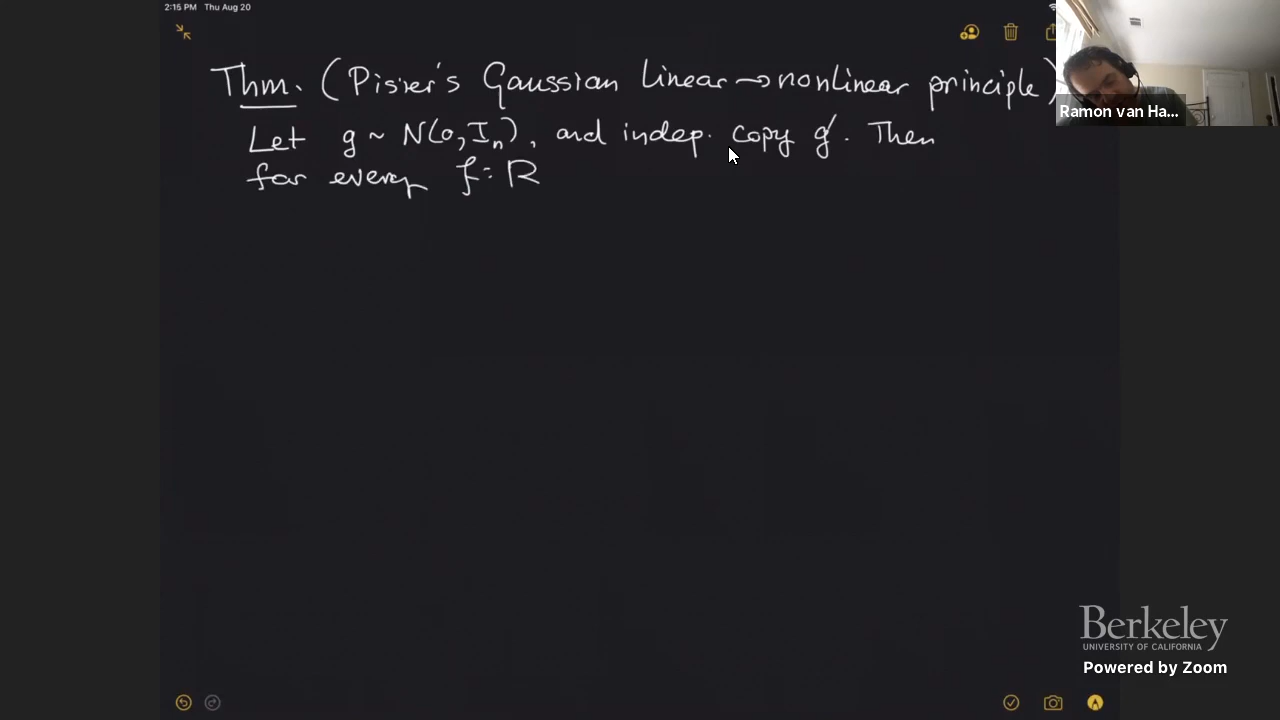 2:15 PM Thu Aug 20
Thm. (Pisier's Gaussian linear → nonlinear principle)
Ramon van Ha...
Let g ~ N(0, Iₙ), and indep. copy g'. Then
for every f: R
Berkeley
UNIVERSITY OF CALIFORNIA
Powered by Zoom